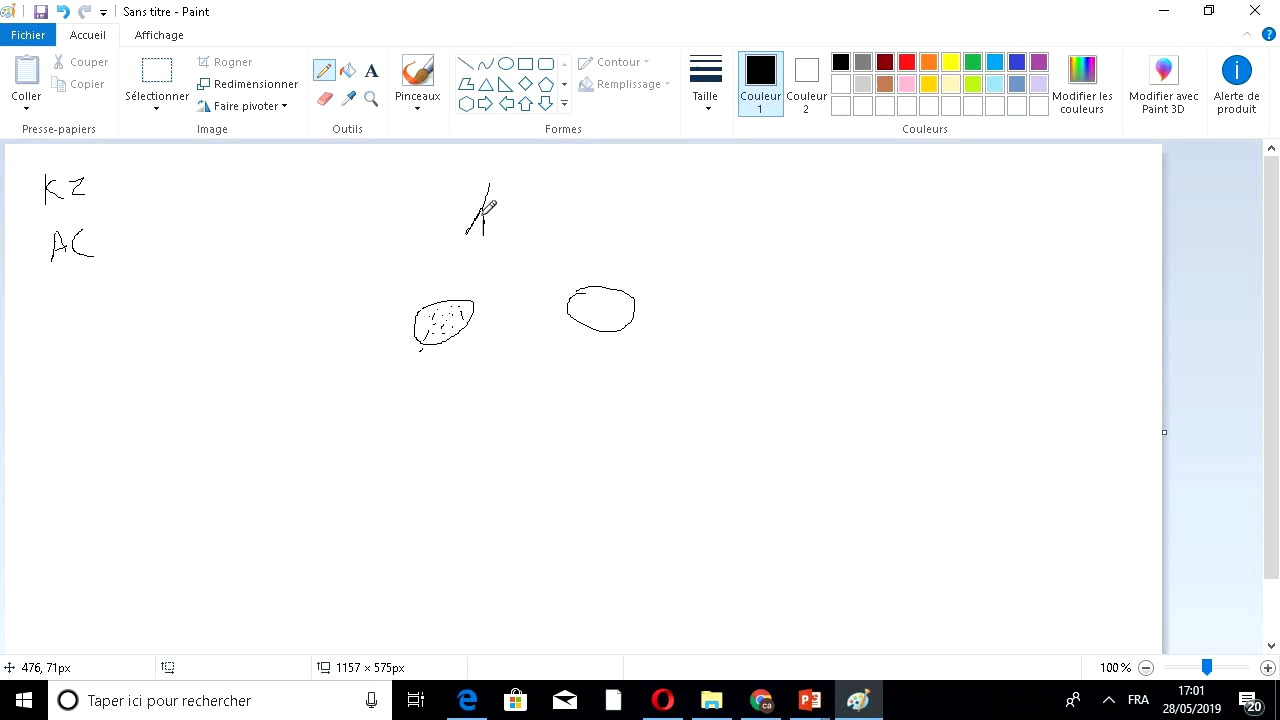 Sans titre - Paint
Fichier Accueil Affichage
Coller
Couper
Copier
Presse-papiers
Sélectionner
Redimensionner
Faire pivoter
Image
Outils
Pinceaux
Contour
Remplissage
Formes
Taille
Couleur 1
Couleur 2
Modifier les couleurs
Couleurs
Modifier avec Paint 3D
Alerte de produit
KZ
AC
476, 71px
1157 × 575px
100 %
Taper ici pour rechercher
FRA
17:01
28/05/2019
20